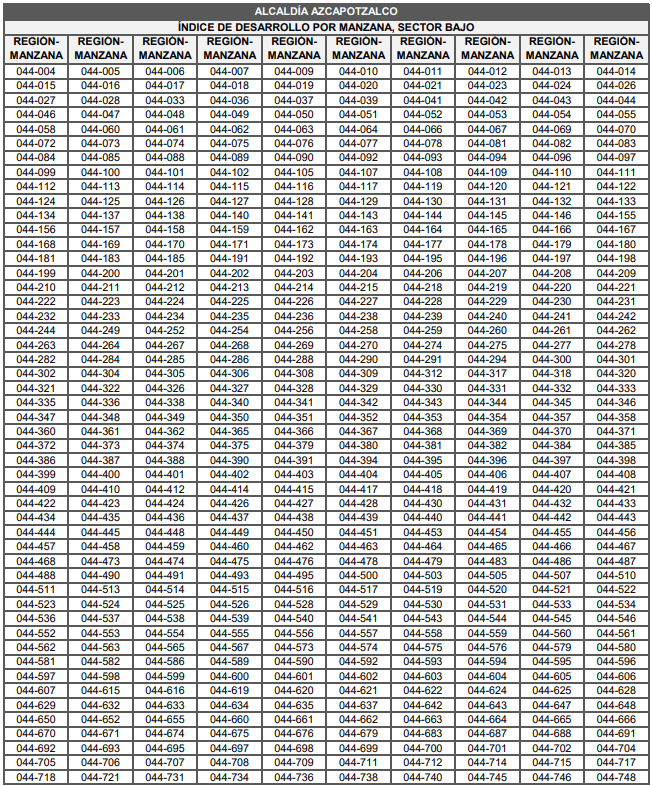 ALCALDÍA AZCAPOTZALCO
ÍNDICE DE DESARROLLO POR MANZANA, SECTOR BAJO
REGIÓN- REGIÓN- REGIÓN- REGIÓN- REGIÓN- REGIÓN- REGIÓN- REGIÓN- REGIÓN- REGIÓN-
MANZANA MANZANA MANZANA MANZANA MANZANA MANZANA MANZANA MANZANA MANZANA MANZANA
044-004 044-005 044-006 044-007 044-009 044-010 044-011 044-012 044-013 044-014
044-015 044-016 044-017 044-018 044-019 044-020 044-021 044-023 044-024 044-026
044-027 044-028 044-033 044-036 044-037 044-039 044-041 044-042 044-043 044-044
044-046 044-047 044-048 044-049 044-050 044-051 044-052 044-053 044-054 044-055
044-058 044-060 044-061 044-062 044-063 044-064 044-066 044-067 044-069 044-070
044-072 044-073 044-074 044-075 044-076 044-077 044-078 044-081 044-082 044-083
044-084 044-085 044-088 044-089 044-090 044-092 044-093 044-094 044-096 044-097
044-099 044-100 044-101 044-102 044-105 044-107 044-108 044-109 044-110 044-111
044-112 044-113 044-114 044-115 044-116 044-117 044-119 044-120 044-121 044-122
044-124 044-125 044-126 044-127 044-128 044-129 044-130 044-131 044-132 044-133
044-134 044-137 044-138 044-140 044-141 044-143 044-144 044-145 044-146 044-155
044-156 044-157 044-158 044-159 044-162 044-163 044-164 044-165 044-166 044-167
044-168 044-169 044-170 044-171 044-173 044-174 044-177 044-178 044-179 044-180
044-181 044-183 044-185 044-191 044-192 044-193 044-195 044-196 044-197 044-198
044-199 044-200 044-201 044-202 044-203 044-204 044-206 044-207 044-208 044-209
044-210 044-211 044-212 044-213 044-214 044-215 044-218 044-219 044-220 044-221
044-222 044-223 044-224 044-225 044-226 044-227 044-228 044-229 044-230 044-231
044-232 044-233 044-234 044-235 044-236 044-238 044-239 044-240 044-241 044-242
044-244 044-249 044-252 044-254 044-256 044-258 044-259 044-260 044-261 044-262
044-263 044-264 044-267 044-268 044-269 044-270 044-274 044-275 044-277 044-278
044-282 044-284 044-285 044-286 044-288 044-290 044-291 044-294 044-300 044-301
044-302 044-304 044-305 044-306 044-308 044-309 044-312 044-317 044-318 044-320
044-321 044-322 044-326 044-327 044-328 044-329 044-330 044-331 044-332 044-333
044-335 044-336 044-338 044-340 044-341 044-342 044-343 044-344 044-345 044-346
044-347 044-348 044-349 044-350 044-351 044-352 044-353 044-354 044-357 044-358
044-360 044-361 044-362 044-365 044-366 044-367 044-368 044-369 044-370 044-371
044-372 044-373 044-374 044-375 044-379 044-380 044-381 044-382 044-384 044-385
044-386 044-387 044-388 044-390 044-391 044-394 044-395 044-396 044-397 044-398
044-399 044-400 044-401 044-402 044-403 044-404 044-405 044-406 044-407 044-408
044-409 044-410 044-412 044-414 044-415 044-417 044-418 044-419 044-420 044-421
044-422 044-423 044-424 044-426 044-427 044-428 044-430 044-431 044-432 044-433
044-434 044-435 044-436 044-437 044-438 044-439 044-440 044-441 044-442 044-443
044-444 044-445 044-448 044-449 044-450 044-451 044-453 044-454 044-455 044-456
044-457 044-458 044-459 044-460 044-462 044-463 044-464 044-465 044-466 044-467
044-468 044-473 044-474 044-475 044-476 044-478 044-479 044-483 044-486 044-487
044-488 044-490 044-491 044-493 044-495 044-500 044-503 044-505 044-507 044-510
044-511 044-513 044-514 044-515 044-516 044-517 044-519 044-520 044-521 044-522
044-523 044-524 044-525 044-526 044-528 044-529 044-530 044-531 044-533 044-534
044-536 044-537 044-538 044-539 044-540 044-541 044-543 044-544 044-545 044-546
044-552 044-553 044-554 044-555 044-556 044-557 044-558 044-559 044-560 044-561
044-562 044-563 044-565 044-567 044-573 044-574 044-575 044-576 044-579 044-580
044-581 044-582 044-586 044-589 044-590 044-592 044-593 044-594 044-595 044-596
044-597 044-598 044-599 044-600 044-601 044-602 044-603 044-604 044-605 044-606
044-607 044-615 044-616 044-619 044-620 044-621 044-622 044-624 044-625 044-628
044-629 044-632 044-633 044-634 044-635 044-637 044-642 044-643 044-647 044-648
044-650 044-652 044-655 044-660 044-661 044-662 044-663 044-664 044-665 044-666
044-670 044-671 044-674 044-675 044-676 044-679 044-683 044-687 044-688 044-691
044-692 044-693 044-695 044-697 044-698 044-699 044-700 044-701 044-702 044-704
044-705 044-706 044-707 044-708 044-709 044-711 044-712 044-714 044-715 044-717
044-718 044-721 044-731 044-734 044-736 044-738 044-740 044-745 044-746 044-748